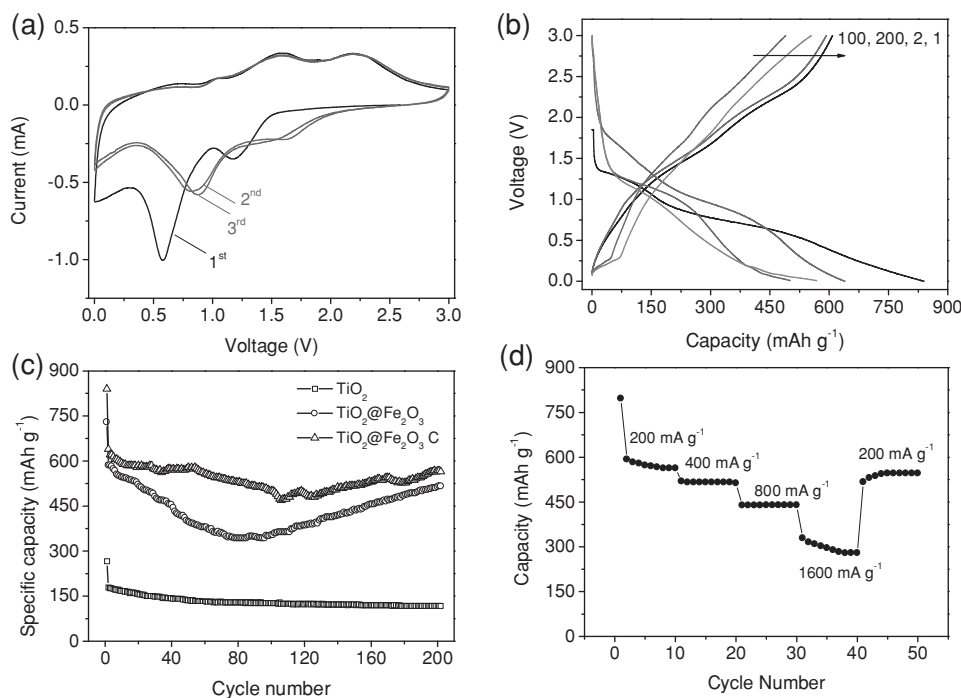 (a)
0.5
0.0
-0.5
-1.0
Current (mA)
2nd
3rd
1st
0.0 0.5 1.0 1.5 2.0 2.5 3.0
Voltage (V)
(b)
3.0
2.5
2.0
1.5
1.0
0.5
0.0
Voltage (V)
100, 200, 2, 1
0 150 300 450 600 750 900
Capacity (mAh g-1)
(c)
900
750
600
450
300
150
0
Specific capacity (mAh g-1)
TiO2
TiO2@Fe2O3
TiO2@Fe2O3 C
0 40 80 120 160 200
Cycle number
(d)
900
750
600
450
300
150
0
Capacity (mAh g-1)
200 mA g-1
400 mA g-1
800 mA g-1
1600 mA g-1
200 mA g-1
0 10 20 30 40 50
Cycle Number